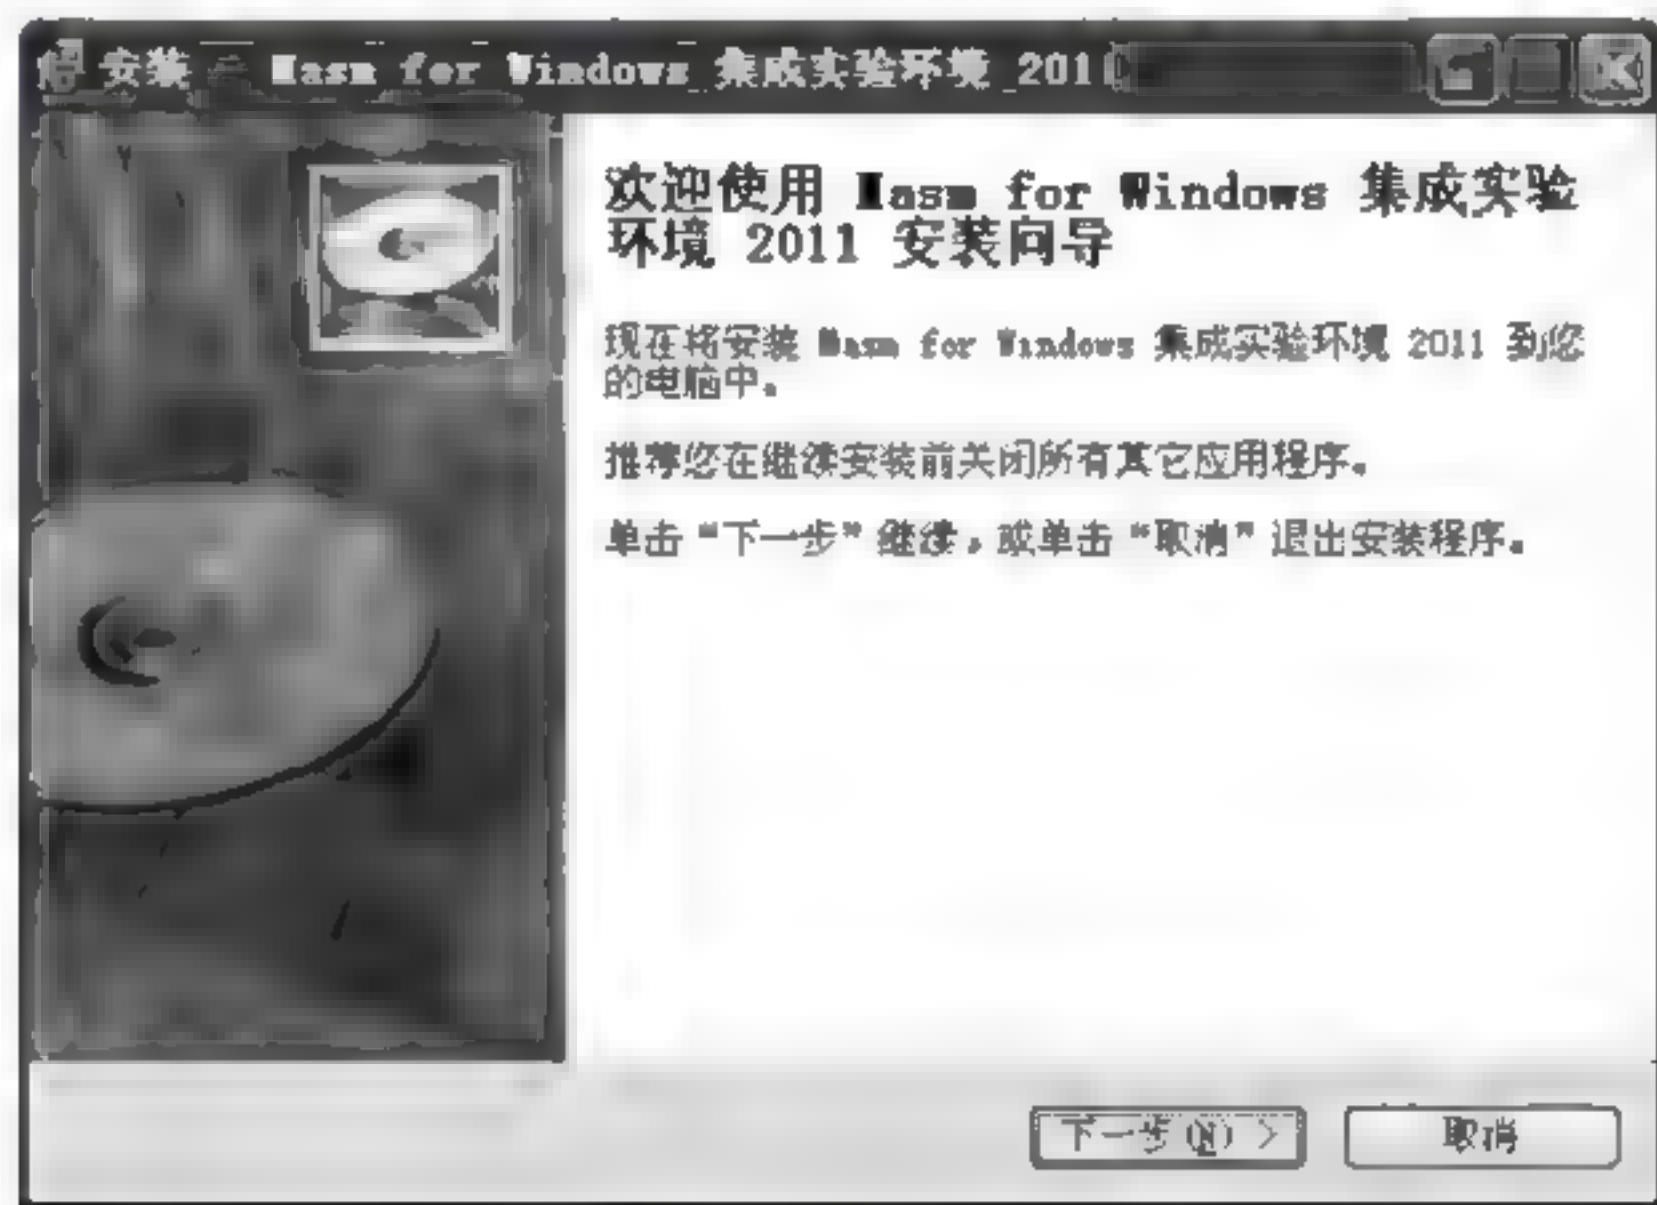 安装 - Masm for Windows 集成实验环境 201
欢迎使用 Masm for Windows 集成实验
环境 2011 安装向导
现在将安装 Masm for Windows 集成实验环境 2011 到您
的电脑中。
推荐您在继续安装前关闭所有其它应用程序。
单击“下一步”继续，或单击“取消”退出安装程序。
下一步(N) >
取消